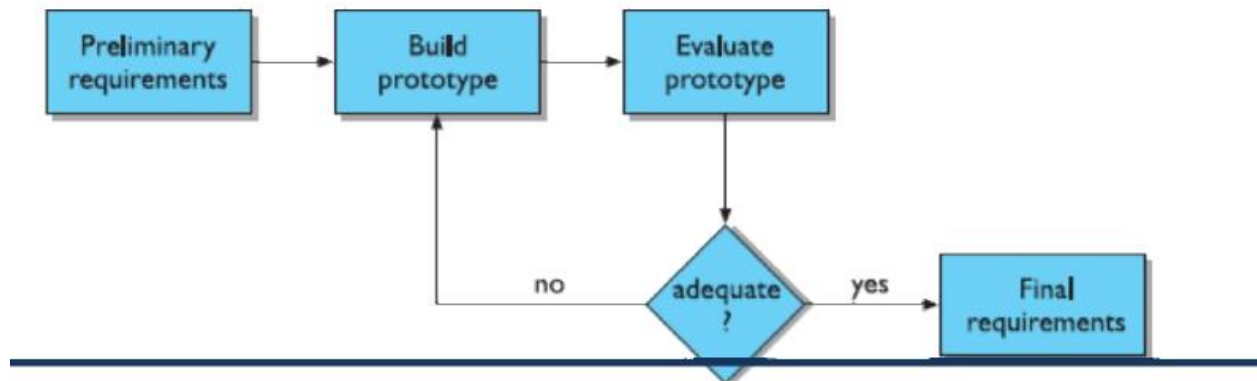 Preliminary
requirements
Build
prototype
Evaluate
prototype
no
adequate
?
yes
Final
requirements